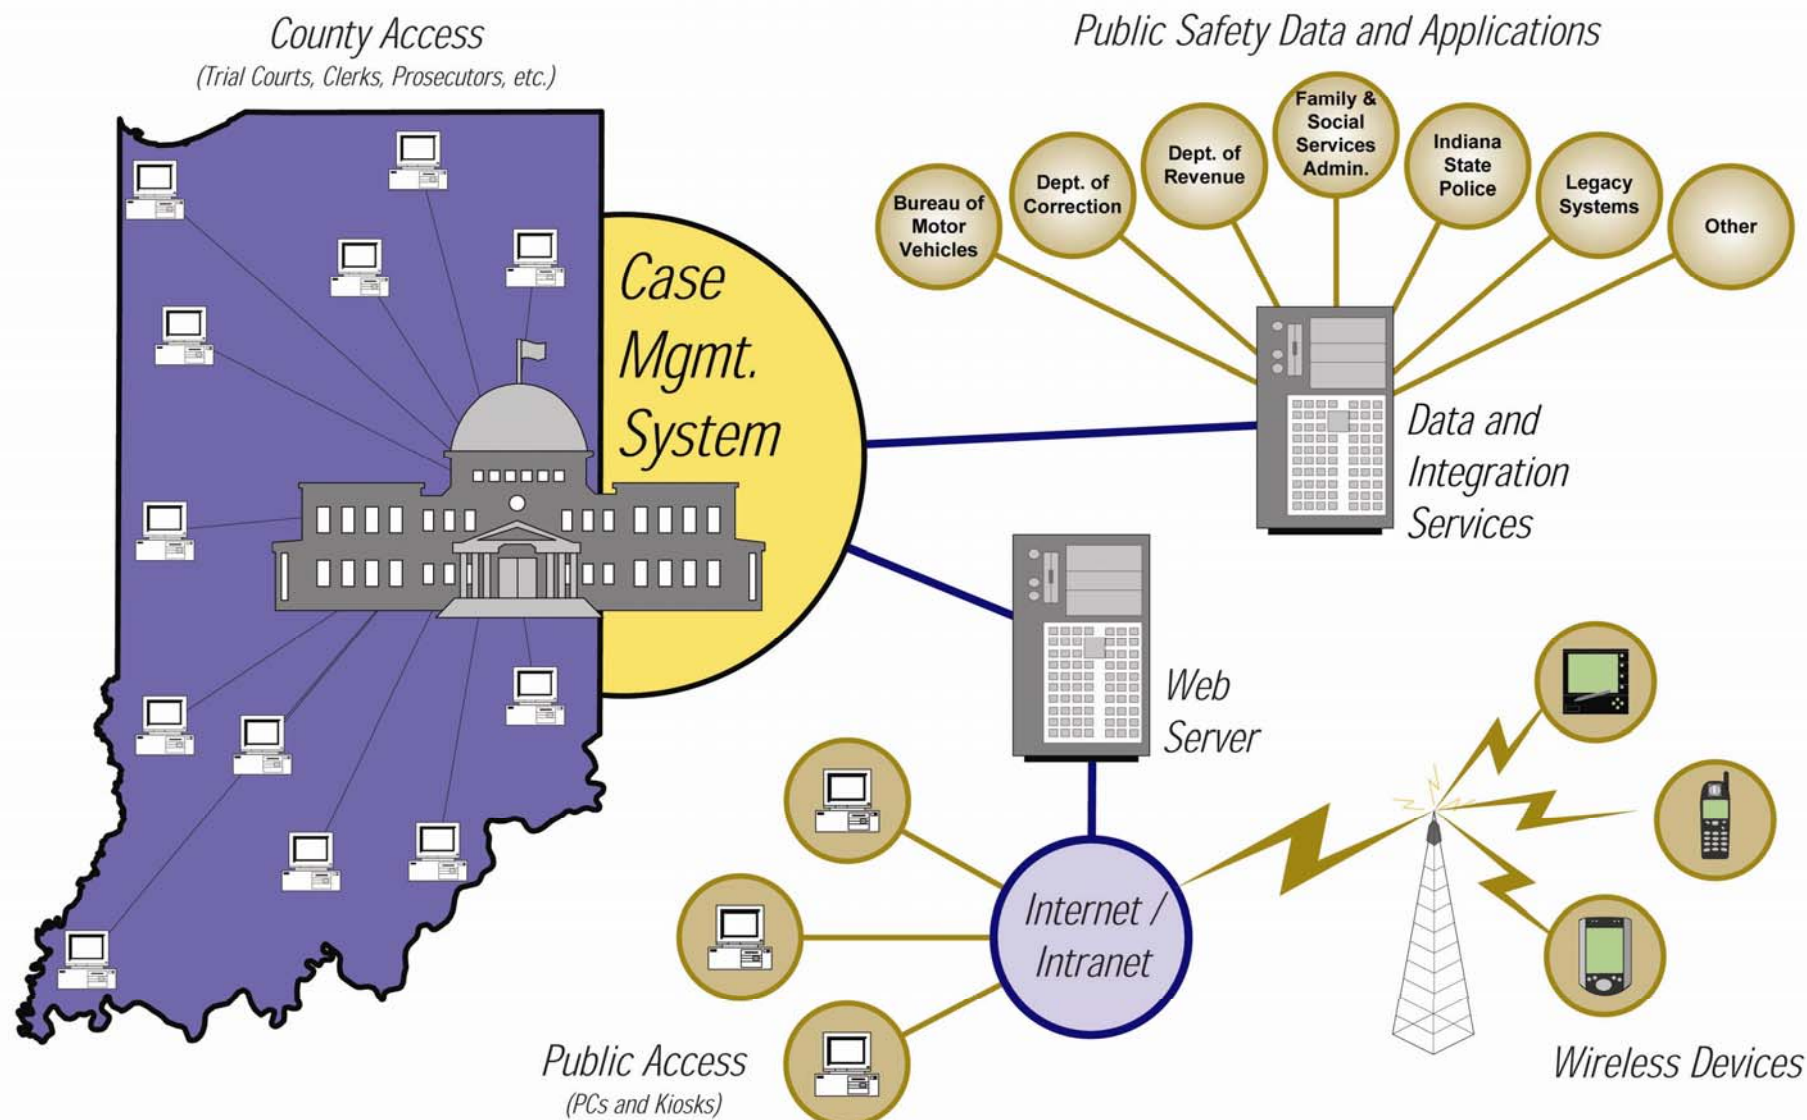 County Access
(Trial Courts, Clerks, Prosecutors, etc.)
Public Safety Data and Applications
Bureau of
Motor
Vehicles
Dept. of
Correction
Dept. of
Revenue
Family &
Social
Services
Admin.
Indiana
State
Police
Legacy
Systems
Other
Case
Mgmt.
System
Data and
Integration
Services
Web
Server
Internet /
Intranet
Public Access
(PCs and Kiosks)
Wireless Devices